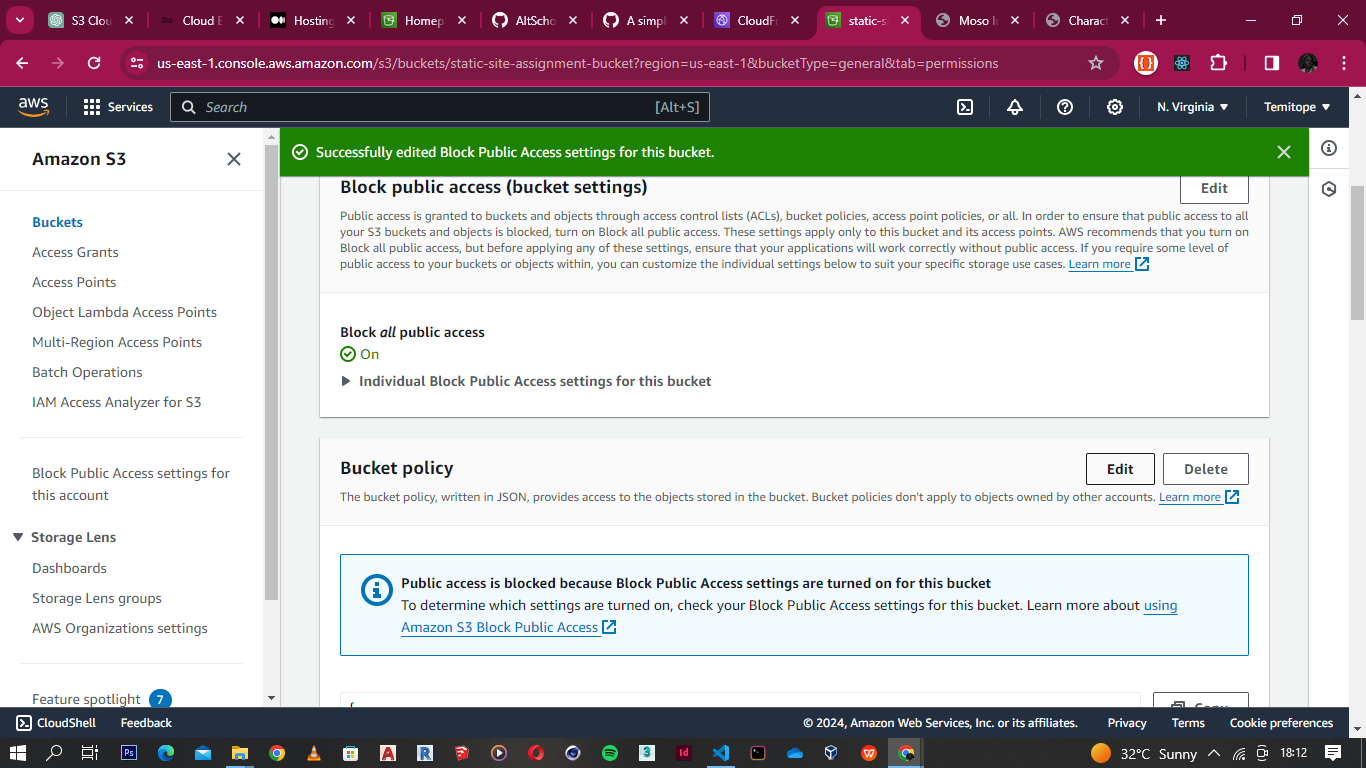 S3 Clou
Cloud E
Hosting
Homep
AltScho
A simpl
CloudFr
static-si
Moso In
Charact
us-east-1.console.aws.amazon.com/s3/buckets/static-site-assignment-bucket?region=us-east-1&bucketType=general&tab=permissions
aws
Services
Search
[Alt+S]
N. Virginia
Temitope
Amazon S3
Buckets
Access Grants
Access Points
Object Lambda Access Points
Multi-Region Access Points
Batch Operations
IAM Access Analyzer for S3
Block Public Access settings for
this account
Storage Lens
Dashboards
Storage Lens groups
AWS Organizations settings
Feature spotlight 7
Successfully edited Block Public Access settings for this bucket.
Block public access (bucket settings)
Edit
Public access is granted to buckets and objects through access control lists (ACLs), bucket policies, access point policies, or all. In order to ensure that public access to all
your S3 buckets and objects is blocked, turn on Block all public access. These settings apply only to this bucket and its access points. AWS recommends that you turn on
Block all public access, but before applying any of these settings, ensure that your applications will work correctly without public access. If you require some level of
public access to your buckets or objects within, you can customize the individual settings below to suit your specific storage use cases. Learn more
Block all public access
On
Individual Block Public Access settings for this bucket
Bucket policy
Edit
Delete
The bucket policy, written in JSON, provides access to the objects stored in the bucket. Bucket policies don't apply to objects owned by other accounts. Learn more
Public access is blocked because Block Public Access settings are turned on for this bucket
To determine which settings are turned on, check your Block Public Access settings for this bucket. Learn more about using
Amazon S3 Block Public Access
{
Copy
CloudShell
Feedback
© 2024, Amazon Web Services, Inc. or its affiliates.
Privacy
Terms
Cookie preferences
Ps
A
R
3
Id
32°C Sunny
18:12